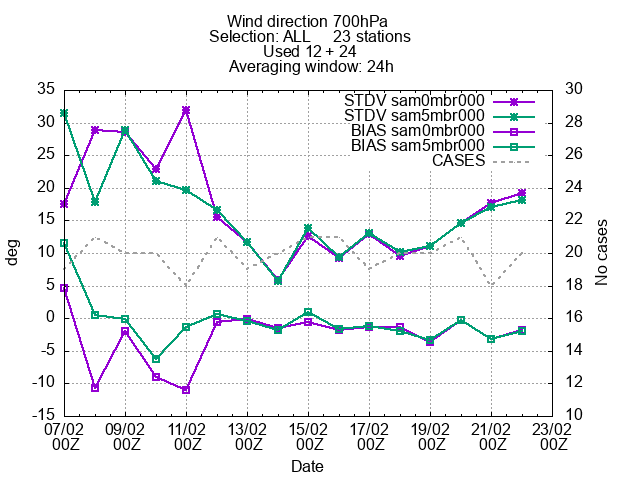 Wind direction 700hPa
Selection: ALL 23 stations
Used 12 + 24
Averaging window: 24h
STDV sam0mbr000
STDV sam5mbr000
BIAS sam0mbr000
BIAS sam5mbr000
CASES
35
30
25
20
15
10
5
0
-5
-10
-15
deg
30
28
26
24
22
20
18
16
14
12
10
No cases
07/02 09/02 11/02 13/02 15/02 17/02 19/02 21/02 23/02
00Z 00Z 00Z 00Z 00Z 00Z 00Z 00Z 00Z
Date